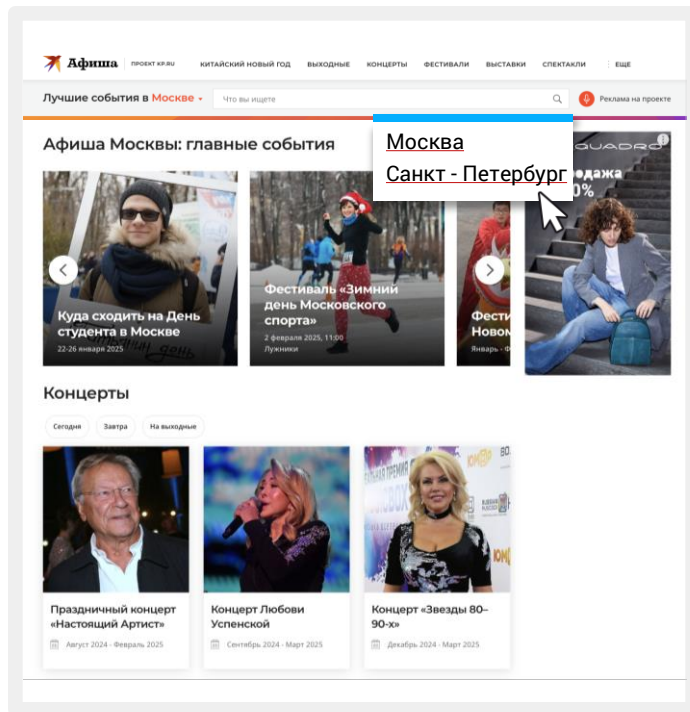 Афиша ПРОЕКТ KP.RU КИТАЙСКИЙ НОВЫЙ ГОД ВЫХОДНЫЕ КОНЦЕРТЫ ФЕСТИВАЛИ ВЫСТАВКИ СПЕКТАКЛИ ЕЩЕ
Лучшие события в Москве Что вы ищете Реклама на проекте
Москва
Санкт - Петербург
Афиша Москвы: главные события
QUADRO
Куда сходить на День
студента в Москве
22-26 января 2025
Фестиваль «Зимний
день Московского
спорта»
2 февраля 2025, 11:00
Лужники
Фести
Новом
Январь - Ф
Концерты
Сегодня Завтра На выходные
Праздничный концерт
«Настоящий Артист»
Август 2024 - Февраль 2025
Концерт Любови
Успенской
Сентябрь 2024 - Март 2025
Концерт «Звезды 80–
90-х»
Декабрь 2024 - Март 2025